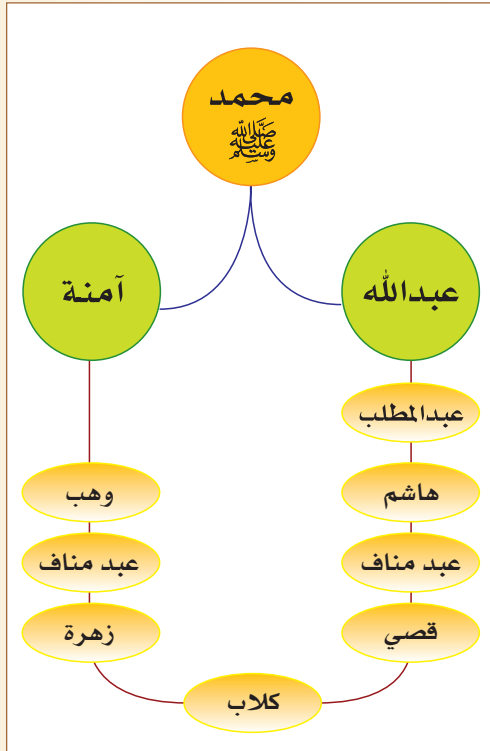 محمد
صلى الله عليه وسلم
عبدالله
آمنة
عبدالمطلب
هاشم
وهب
عبد مناف
عبد مناف
قصي
زهرة
كلاب